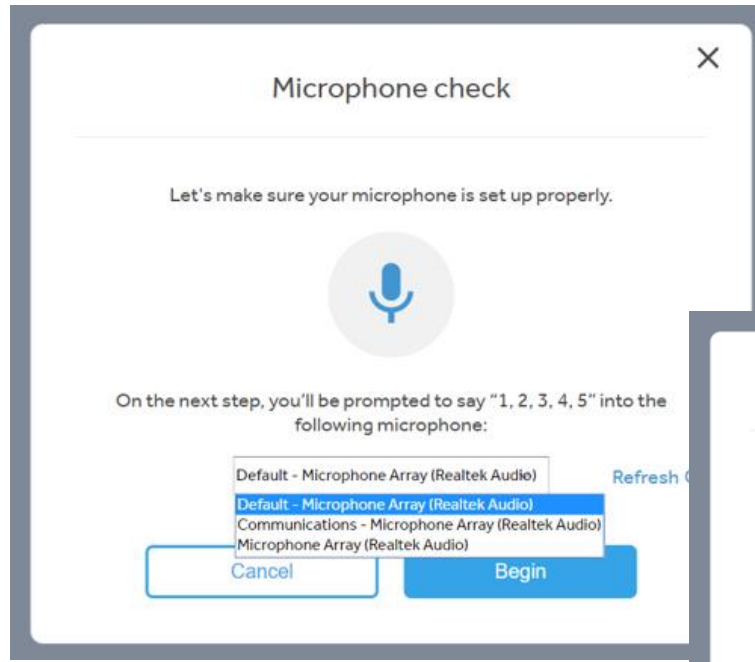 Microphone check
Let's make sure your microphone is set up properly.
On the next step, you'll be prompted to say “1, 2, 3, 4, 5” into the
following microphone:
Default - Microphone Array (Realtek Audio)
Refresh
Default - Microphone Array (Realtek Audio)
Communications - Microphone Array (Realtek Audio)
Microphone Array (Realtek Audio)
Cancel
Begin